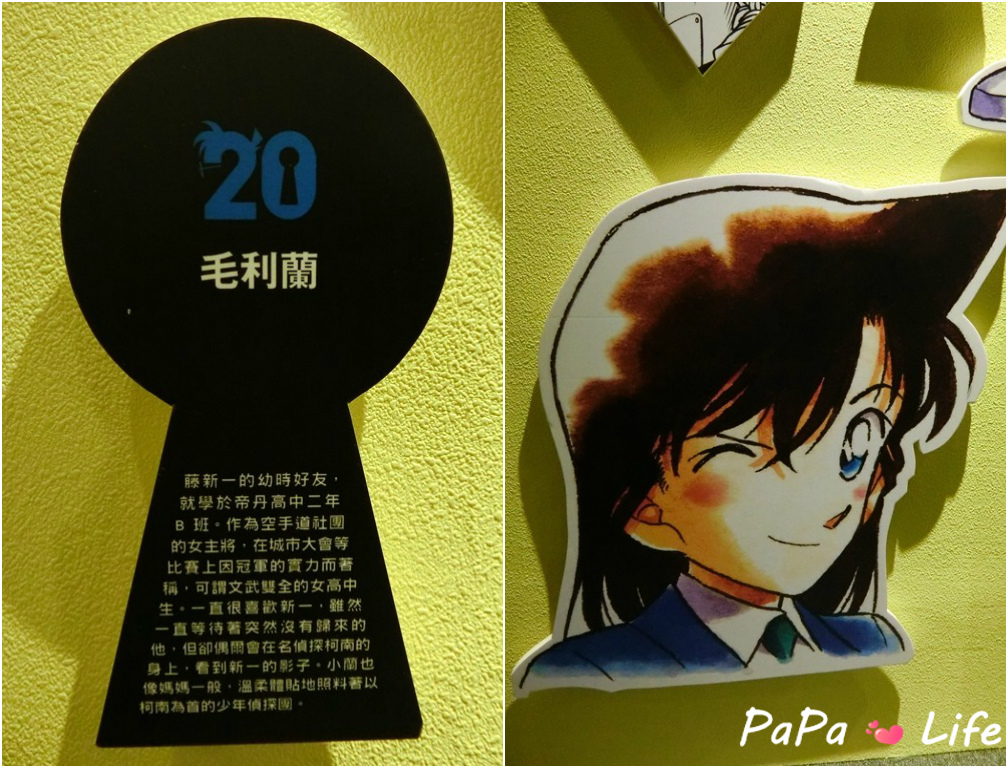 20
毛利蘭
藤新一的幼時好友，
就學於帝丹高中二年
B 班。作為空手道社團
的女主將，在城市大會等
比賽上因冠軍的實力而著
稱，可謂文武雙全的女高中
生。一直很喜歡新一，雖然
一直等待著突然沒有歸來的
他，但卻偶爾會在名偵探柯南的
身上，看到新一的影子。小蘭也
像媽媽一般，溫柔體貼地照料著以
柯南為首的少年偵探團。
PaPa Life